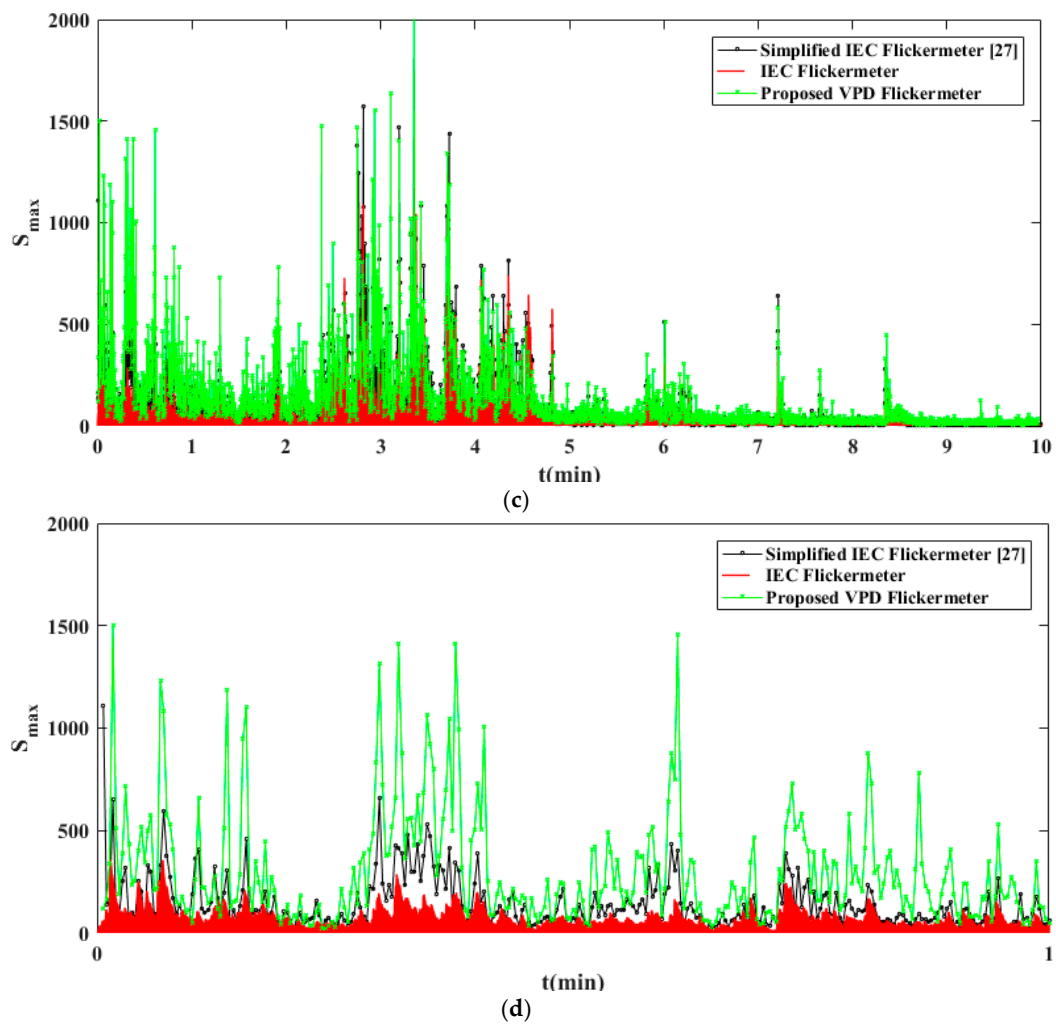 2000
1500
1000
500
0
S_max
Simplified IEC Flickermeter [27]
IEC Flickermeter
Proposed VPD Flickermeter
0 1 2 3 4 5 6 7 8 9 10
t(min)
(c)
2000
1500
1000
500
0
S_max
Simplified IEC Flickermeter [27]
IEC Flickermeter
Proposed VPD Flickermeter
0 1
t(min)
(d)